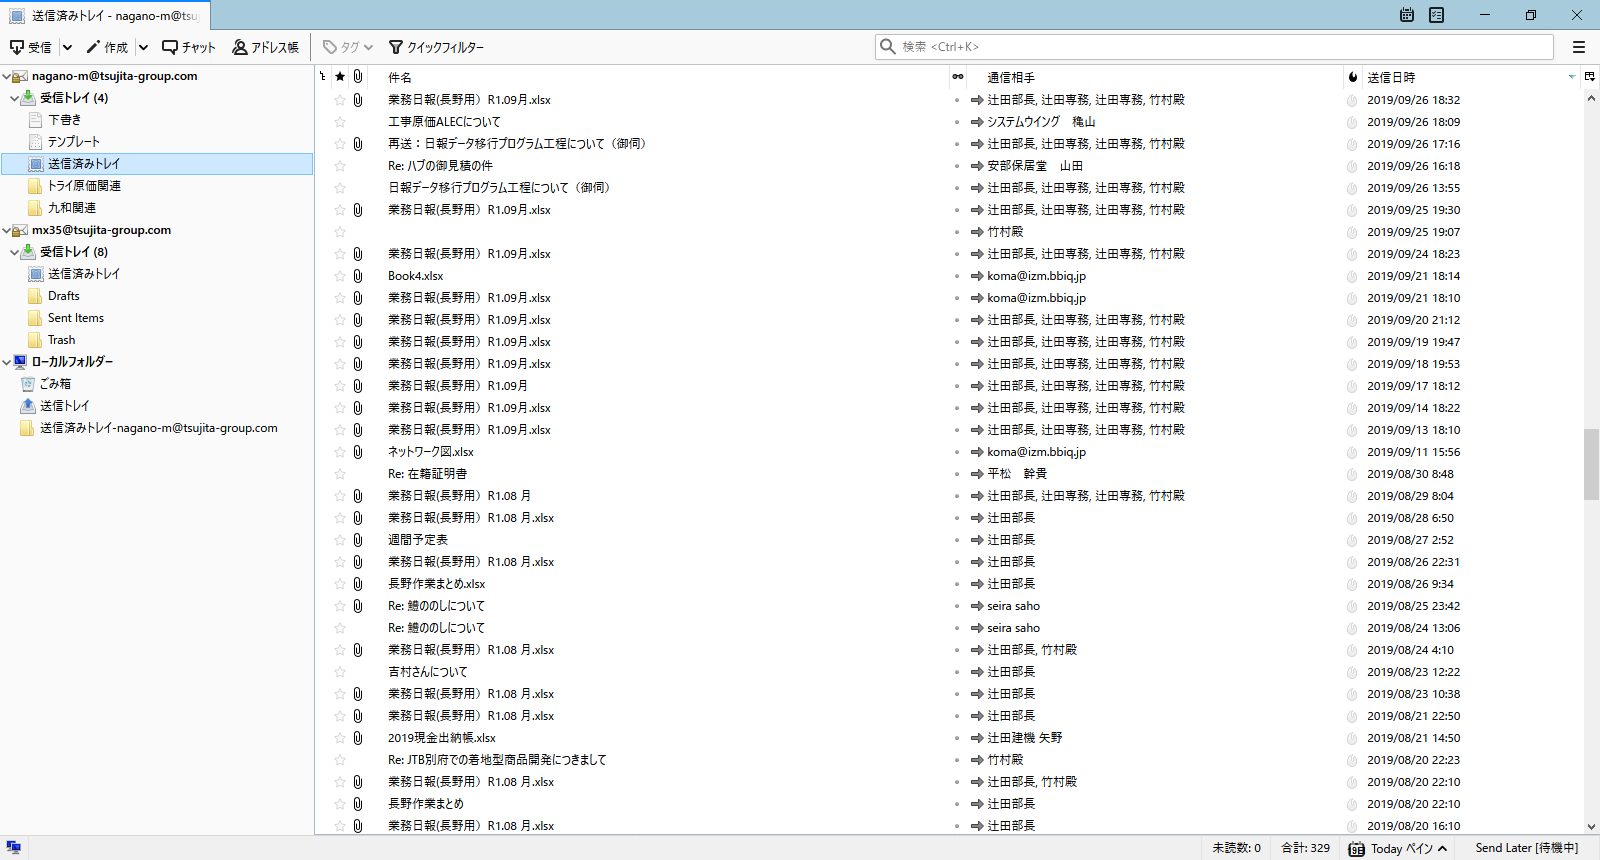 送信済みトレイ - nagano-m@tsu
受信 作成 チャット アドレス帳 タグ クイックフィルター 検索 <Ctrl+K>
nagano-m@tsujita-group.com
受信トレイ (4)
下書き
テンプレート
送信済みトレイ
トライ原価関連
九和関連
mx35@tsujita-group.com
受信トレイ (8)
送信済みトレイ
Drafts
Sent Items
Trash
ローカルフォルダー
ごみ箱
送信トレイ
送信済みトレイ-nagano-m@tsujita-group.com
件名 通信相手 送信日時
業務日報(長野用）R1.09月.xlsx 辻田部長, 辻田専務, 辻田専務, 竹村殿 2019/09/26 18:32
工事原価ALECについて システムウイング　穐山 2019/09/26 18:09
再送：日報データ移行プログラム工程について（御伺） 辻田部長, 辻田専務, 辻田専務, 竹村殿 2019/09/26 17:16
Re: ハブの御見積の件 安部保居堂　山田 2019/09/26 16:18
日報データ移行プログラム工程について（御伺） 辻田部長, 辻田専務, 辻田専務, 竹村殿 2019/09/26 13:55
業務日報(長野用）R1.09月.xlsx 辻田部長, 辻田専務, 辻田専務, 竹村殿 2019/09/25 19:30
竹村殿 2019/09/25 19:07
業務日報(長野用）R1.09月.xlsx 辻田部長, 辻田専務, 辻田専務, 竹村殿 2019/09/24 18:23
Book4.xlsx koma@izm.bbiq.jp 2019/09/21 18:14
業務日報(長野用）R1.09月.xlsx koma@izm.bbiq.jp 2019/09/21 18:10
業務日報(長野用）R1.09月.xlsx 辻田部長, 辻田専務, 辻田専務, 竹村殿 2019/09/20 21:12
業務日報(長野用）R1.09月.xlsx 辻田部長, 辻田専務, 辻田専務, 竹村殿 2019/09/19 19:47
業務日報(長野用）R1.09月.xlsx 辻田部長, 辻田専務, 辻田専務, 竹村殿 2019/09/18 19:53
業務日報(長野用）R1.09月 辻田部長, 辻田専務, 辻田専務, 竹村殿 2019/09/17 18:12
業務日報(長野用）R1.09月.xlsx 辻田部長, 辻田専務, 辻田専務, 竹村殿 2019/09/14 18:22
業務日報(長野用）R1.09月.xlsx 辻田部長, 辻田専務, 辻田専務, 竹村殿 2019/09/13 18:10
ネットワーク図.xlsx koma@izm.bbiq.jp 2019/09/11 15:56
Re: 在籍証明書 平松　幹貴 2019/08/30 8:48
業務日報(長野用）R1.08 月 辻田部長, 辻田専務, 辻田専務, 竹村殿 2019/08/29 8:04
業務日報(長野用）R1.08 月.xlsx 辻田部長 2019/08/28 6:50
週間予定表 辻田部長 2019/08/27 2:52
業務日報(長野用）R1.08 月.xlsx 辻田部長 2019/08/26 22:31
長野作業まとめ.xlsx 辻田部長 2019/08/26 9:34
Re: 鱧ののしについて seira saho 2019/08/25 23:42
Re: 鱧ののしについて seira saho 2019/08/24 13:06
業務日報(長野用）R1.08 月.xlsx 辻田部長, 竹村殿 2019/08/24 4:10
吉村さんについて 辻田部長 2019/08/23 12:22
業務日報(長野用）R1.08 月.xlsx 辻田部長 2019/08/23 10:38
業務日報(長野用）R1.08 月.xlsx 辻田部長 2019/08/21 22:50
2019現金出納帳.xlsx 辻田建機 矢野 2019/08/21 14:50
Re: JTB別府での着地型商品開発につきまして 竹村殿 2019/08/20 22:23
業務日報(長野用）R1.08 月.xlsx 辻田部長, 竹村殿 2019/08/20 22:10
長野作業まとめ 辻田部長 2019/08/20 22:10
業務日報(長野用）R1.08 月.xlsx 辻田部長 2019/08/20 16:10
未読数: 0 合計: 329 Today ペイン Send Later [待機中]